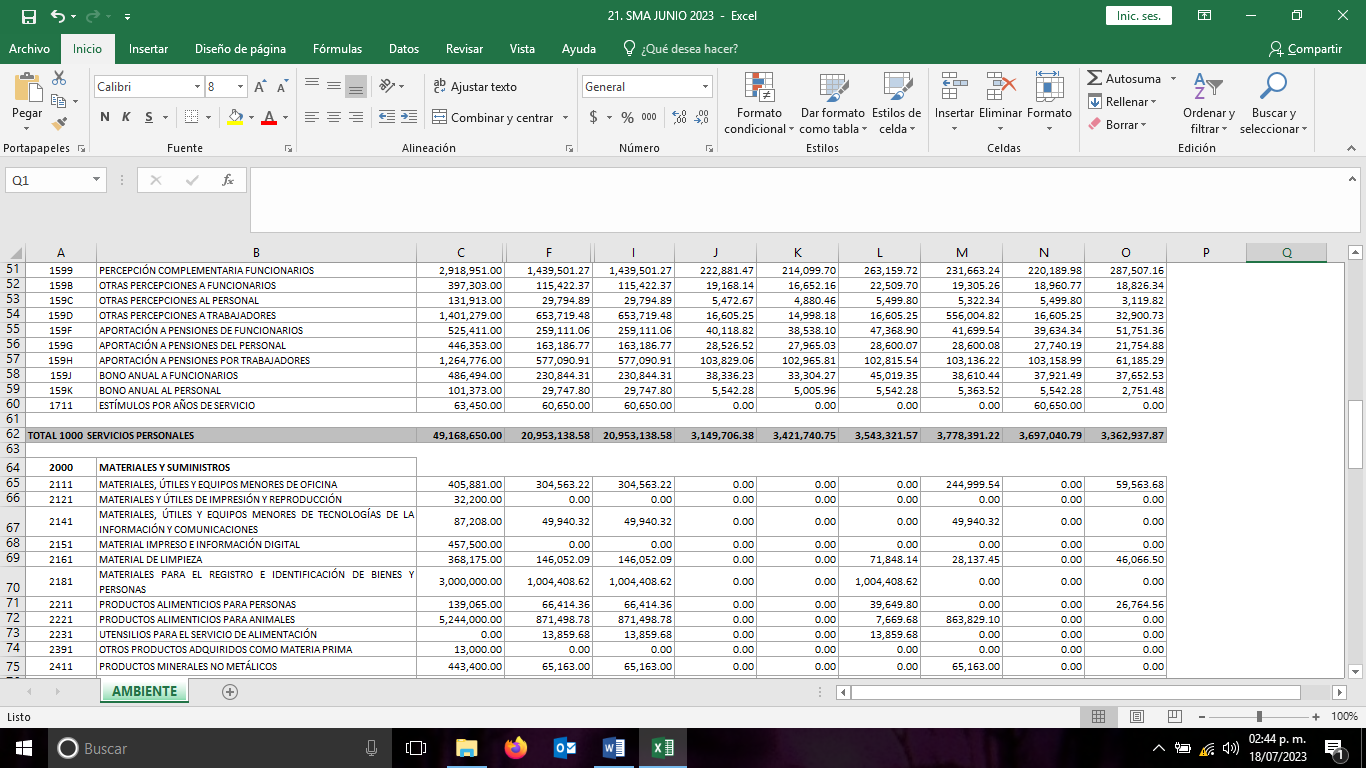 21. SMA JUNIO 2023 - Excel
Inic. ses.
Archivo Inicio Insertar Diseño de página Fórmulas Datos Revisar Vista Ayuda ¿Qué desea hacer? Compartir
Pegar
Calibri 8
N K S
Ajustar texto
Combinar y centrar
General
$ % 000
Formato condicional
Dar formato como tabla
Estilos de celda
Insertar Eliminar Formato
Autosuma
Rellenar
Borrar
Ordenar y filtrar
Buscar y seleccionar
Portapapeles Fuente Alineación Número Estilos Celdas Edición
Q1 fx
A B C F I J K L M N O P Q
51 1599 PERCEPCIÓN COMPLEMENTARIA FUNCIONARIOS 2,918,951.00 1,439,501.27 1,439,501.27 222,881.47 214,099.70 263,159.72 231,663.24 220,189.98 287,507.16
52 159B OTRAS PERCEPCIONES A FUNCIONARIOS 397,303.00 115,422.37 115,422.37 19,168.14 16,652.16 22,509.70 19,305.26 18,960.77 18,826.34
53 159C OTRAS PERCEPCIONES AL PERSONAL 131,913.00 29,794.89 29,794.89 5,472.67 4,880.46 5,499.80 5,322.34 5,499.80 3,119.82
54 159D OTRAS PERCEPCIONES A TRABAJADORES 1,401,279.00 653,719.48 653,719.48 16,605.25 14,998.18 16,605.25 556,004.82 16,605.25 32,900.73
55 159F APORTACIÓN A PENSIONES DE FUNCIONARIOS 525,411.00 259,111.06 259,111.06 40,118.82 38,538.10 47,368.90 41,699.54 39,634.34 51,751.36
56 159G APORTACIÓN A PENSIONES DEL PERSONAL 446,353.00 163,186.77 163,186.77 28,526.52 27,965.03 28,600.07 28,600.08 27,740.19 21,754.88
57 159H APORTACIÓN A PENSIONES POR TRABAJADORES 1,264,776.00 577,090.91 577,090.91 103,829.06 102,965.81 102,815.54 103,136.22 103,158.99 61,185.29
58 159J BONO ANUAL A FUNCIONARIOS 486,494.00 230,844.31 230,844.31 38,336.23 33,304.27 45,019.35 38,610.44 37,921.49 37,652.53
59 159K BONO ANUAL AL PERSONAL 101,373.00 29,747.80 29,747.80 5,542.28 5,005.96 5,542.28 5,363.52 5,542.28 2,751.48
60 1711 ESTÍMULOS POR AÑOS DE SERVICIO 63,450.00 60,650.00 60,650.00 0.00 0.00 0.00 0.00 60,650.00 0.00
61
62 TOTAL 1000 SERVICIOS PERSONALES 49,168,650.00 20,953,138.58 20,953,138.58 3,149,706.38 3,421,740.75 3,543,321.57 3,778,391.22 3,697,040.79 3,362,937.87
63
64 2000 MATERIALES Y SUMINISTROS
65 2111 MATERIALES, ÚTILES Y EQUIPOS MENORES DE OFICINA 405,881.00 304,563.22 304,563.22 0.00 0.00 0.00 244,999.54 0.00 59,563.68
66 2121 MATERIALES Y ÚTILES DE IMPRESIÓN Y REPRODUCCIÓN 32,200.00 0.00 0.00 0.00 0.00 0.00 0.00 0.00 0.00
67 2141 MATERIALES, ÚTILES Y EQUIPOS MENORES DE TECNOLOGÍAS DE LA
INFORMACIÓN Y COMUNICACIONES 87,208.00 49,940.32 49,940.32 0.00 0.00 0.00 49,940.32 0.00 0.00
68 2151 MATERIAL IMPRESO E INFORMACIÓN DIGITAL 457,500.00 0.00 0.00 0.00 0.00 0.00 0.00 0.00 0.00
69 2161 MATERIAL DE LIMPIEZA 368,175.00 146,052.09 146,052.09 0.00 0.00 71,848.14 28,137.45 0.00 46,066.50
70 2181 MATERIALES PARA EL REGISTRO E IDENTIFICACIÓN DE BIENES Y
PERSONAS 3,000,000.00 1,004,408.62 1,004,408.62 0.00 0.00 1,004,408.62 0.00 0.00 0.00
71 2211 PRODUCTOS ALIMENTICIOS PARA PERSONAS 139,065.00 66,414.36 66,414.36 0.00 0.00 39,649.80 0.00 0.00 26,764.56
72 2221 PRODUCTOS ALIMENTICIOS PARA ANIMALES 5,244,000.00 871,498.78 871,498.78 0.00 0.00 7,669.68 863,829.10 0.00 0.00
73 2231 UTENSILIOS PARA EL SERVICIO DE ALIMENTACIÓN 0.00 13,859.68 13,859.68 0.00 0.00 13,859.68 0.00 0.00 0.00
74 2391 OTROS PRODUCTOS ADQUIRIDOS COMO MATERIA PRIMA 13,000.00 0.00 0.00 0.00 0.00 0.00 0.00 0.00 0.00
75 2411 PRODUCTOS MINERALES NO METÁLICOS 443,400.00 65,163.00 65,163.00 0.00 0.00 0.00 65,163.00 0.00 0.00
AMBIENTE
Listo 100%
Buscar
02:44 p. m.
18/07/2023